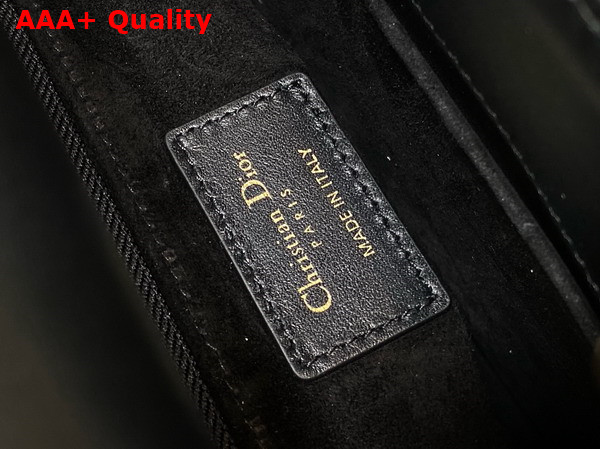 AAA+ Quality
Christian Dior
PARIS
MADE IN ITALY